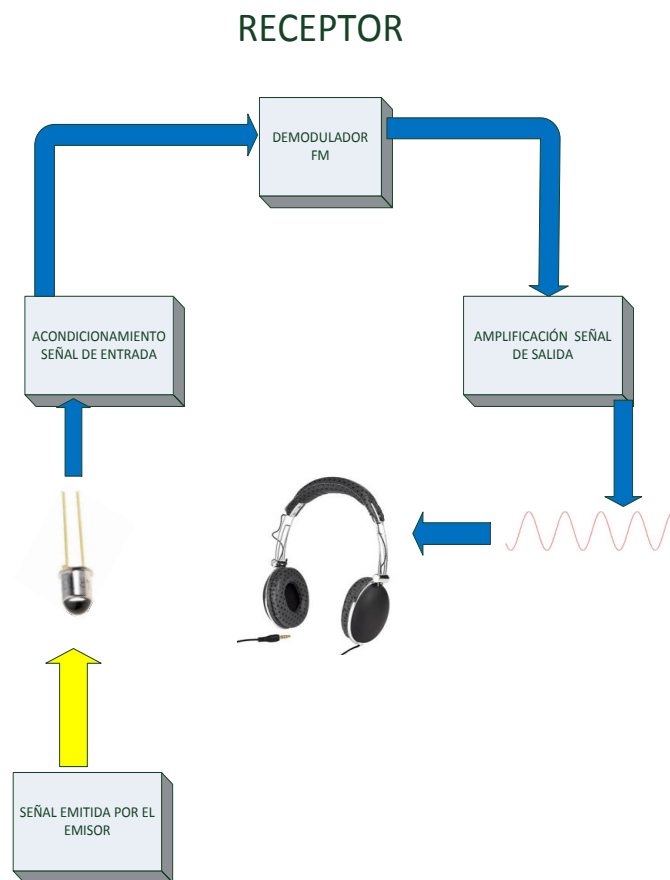 RECEPTOR
DEMODULADOR
FM
ACONDICIONAMIENTO
SEÑAL DE ENTRADA
AMPLIFICACIÓN SEÑAL
DE SALIDA
SEÑAL EMITIDA POR EL
EMISOR